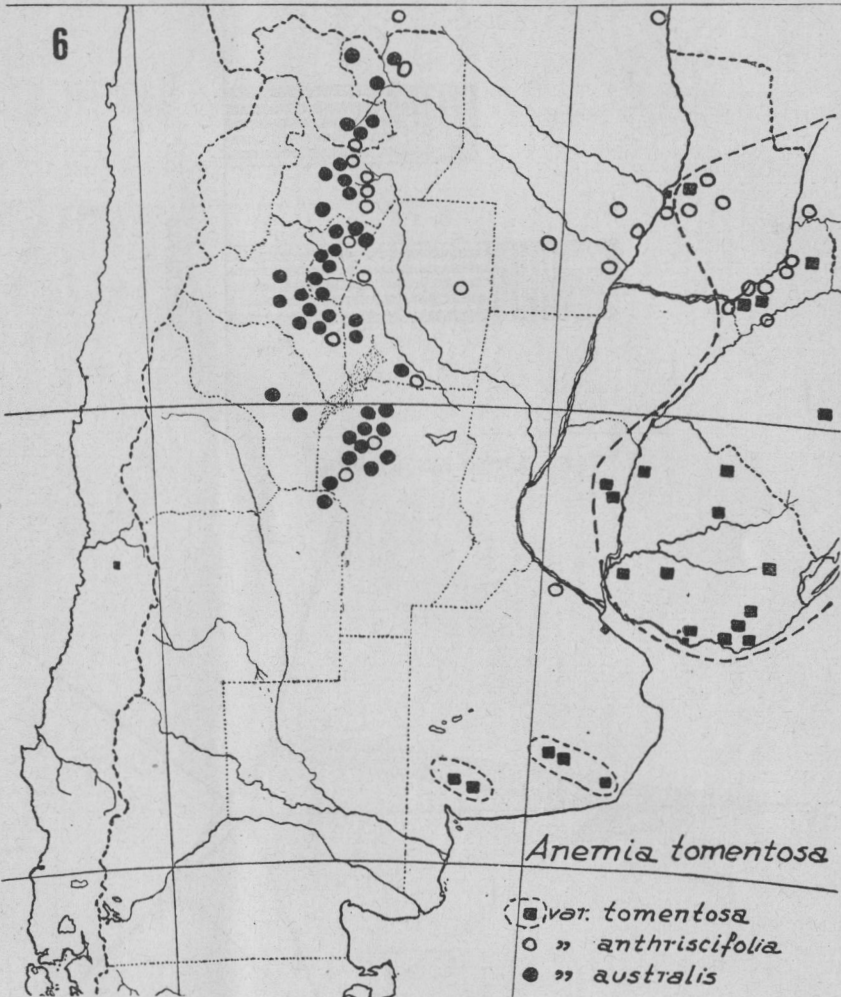 6
Anemia tomentosa
var. tomentosa
" anthriscifolia
" australis